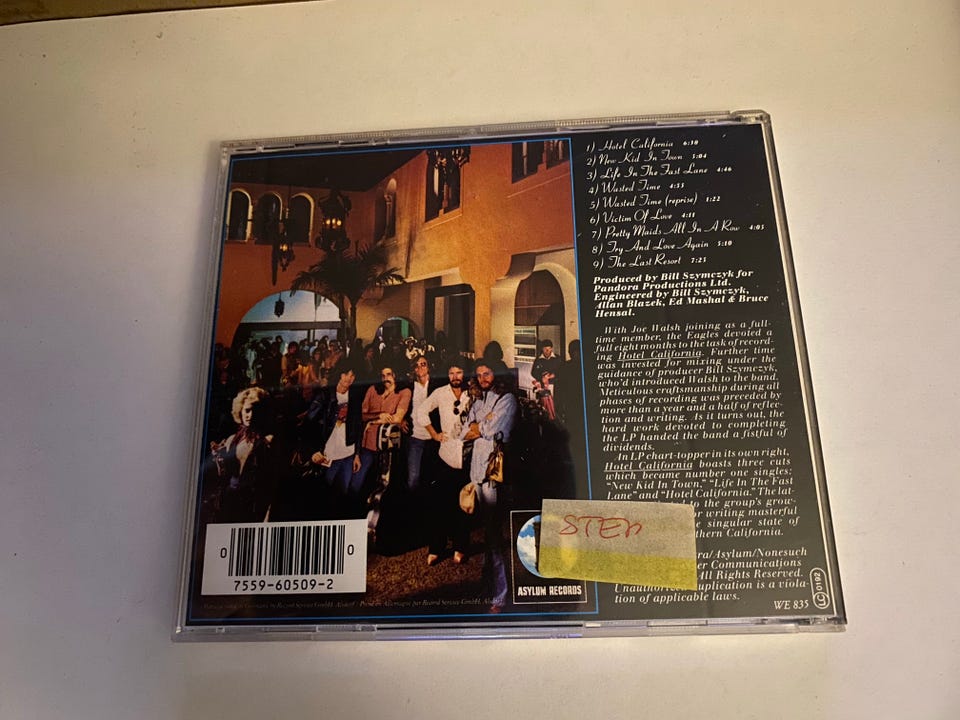 1) Hotel California 6:30
2) New Kid In Town 5:04
3) Life In The Fast Lane 4:46
4) Wasted Time 4:55
5) Wasted Time (reprise) 1:22
6) Victim Of Love 4:11
7) Pretty Maids All In A Row 4:05
8) Try And Love Again 5:10
9) The Last Resort 7:25
Produced by Bill Szymczyk for
Pandora Productions Ltd.
Engineered by Bill Szymczyk,
Allan Blazek, Ed Mashal & Bruce
Hensal.
With Joe Walsh joining as a full-
time member, the Eagles devoted a
full eight months to the task of record-
ing Hotel California. Further time
was invested for mixing under the
guidance of producer Bill Szymczyk,
who'd introduced Walsh to the band.
Meticulous craftsmanship during all
phases of recording was preceded by
more than a year and a half of reflec-
tion and writing. As it turns out, the
hard work devoted to completing
the LP handed the band a fistful of
dividends.
An LP chart-topper in its own right,
Hotel California boasts three cuts
which became number one singles:
"New Kid In Town," "Life In The Fast
Lane" and "Hotel California." The lat-
to the group's grow-
for writing masterful
singular state of
thern California.
ra/Asylum/Nonesuch
er Communications
All Rights Reserved.
Unauthorized duplication is a viola-
tion of applicable laws.
WE 835
LC 0192
STEN
ASYLUM RECORDS
0 0
7559-60509-2